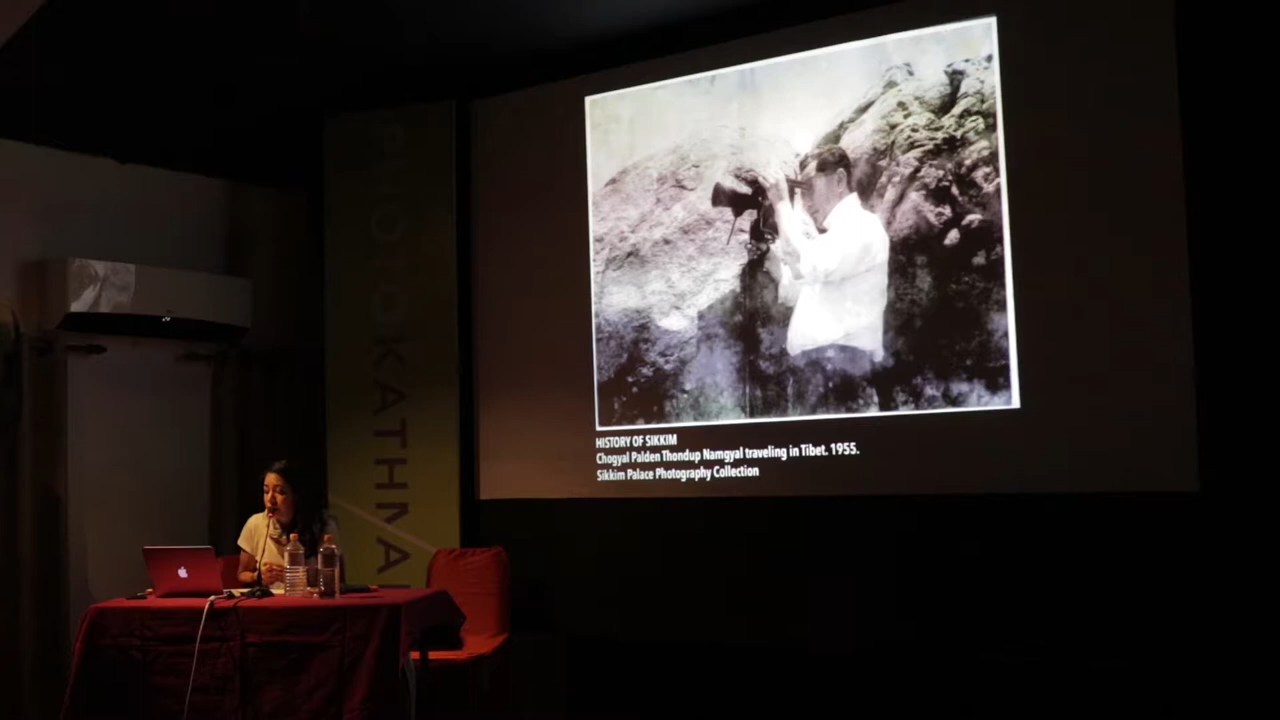 HISTORY OF SIKKIM
Chogyal Palden Thondup Namgyal traveling in Tibet. 1955.
Sikkim Palace Photography Collection